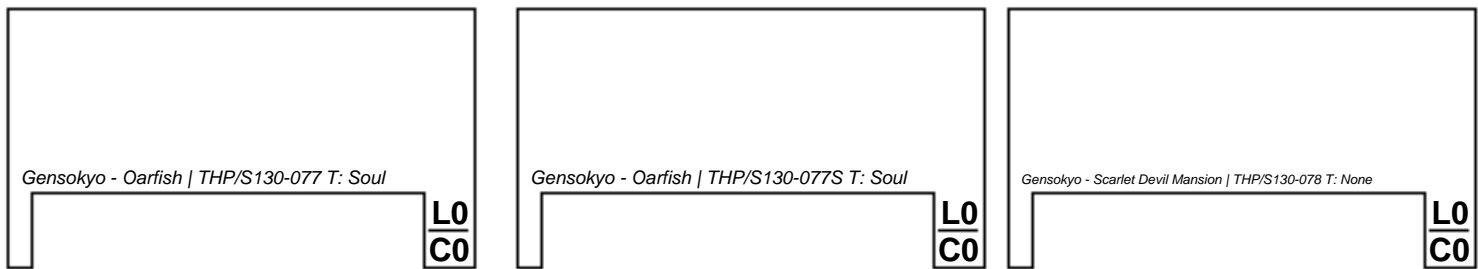 Gensokyo - Oarfish | THP/S130-077 T: Soul
L0
C0
Gensokyo - Oarfish | THP/S130-077S T: Soul
L0
C0
Gensokyo - Scarlet Devil Mansion | THP/S130-078 T: None
L0
C0